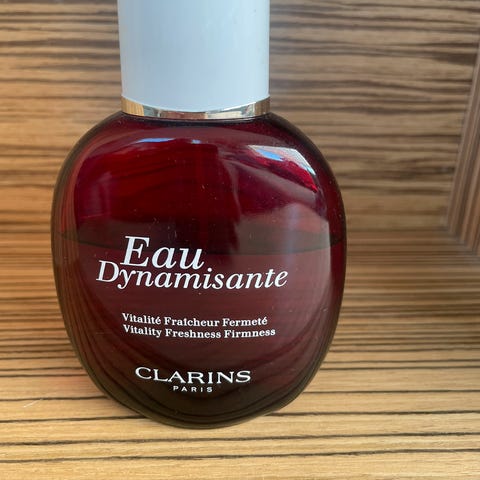 Eau
Dynamisante
Vitalité Fraîcheur Fermeté
Vitality Freshness Firmness
CLARINS
PARIS